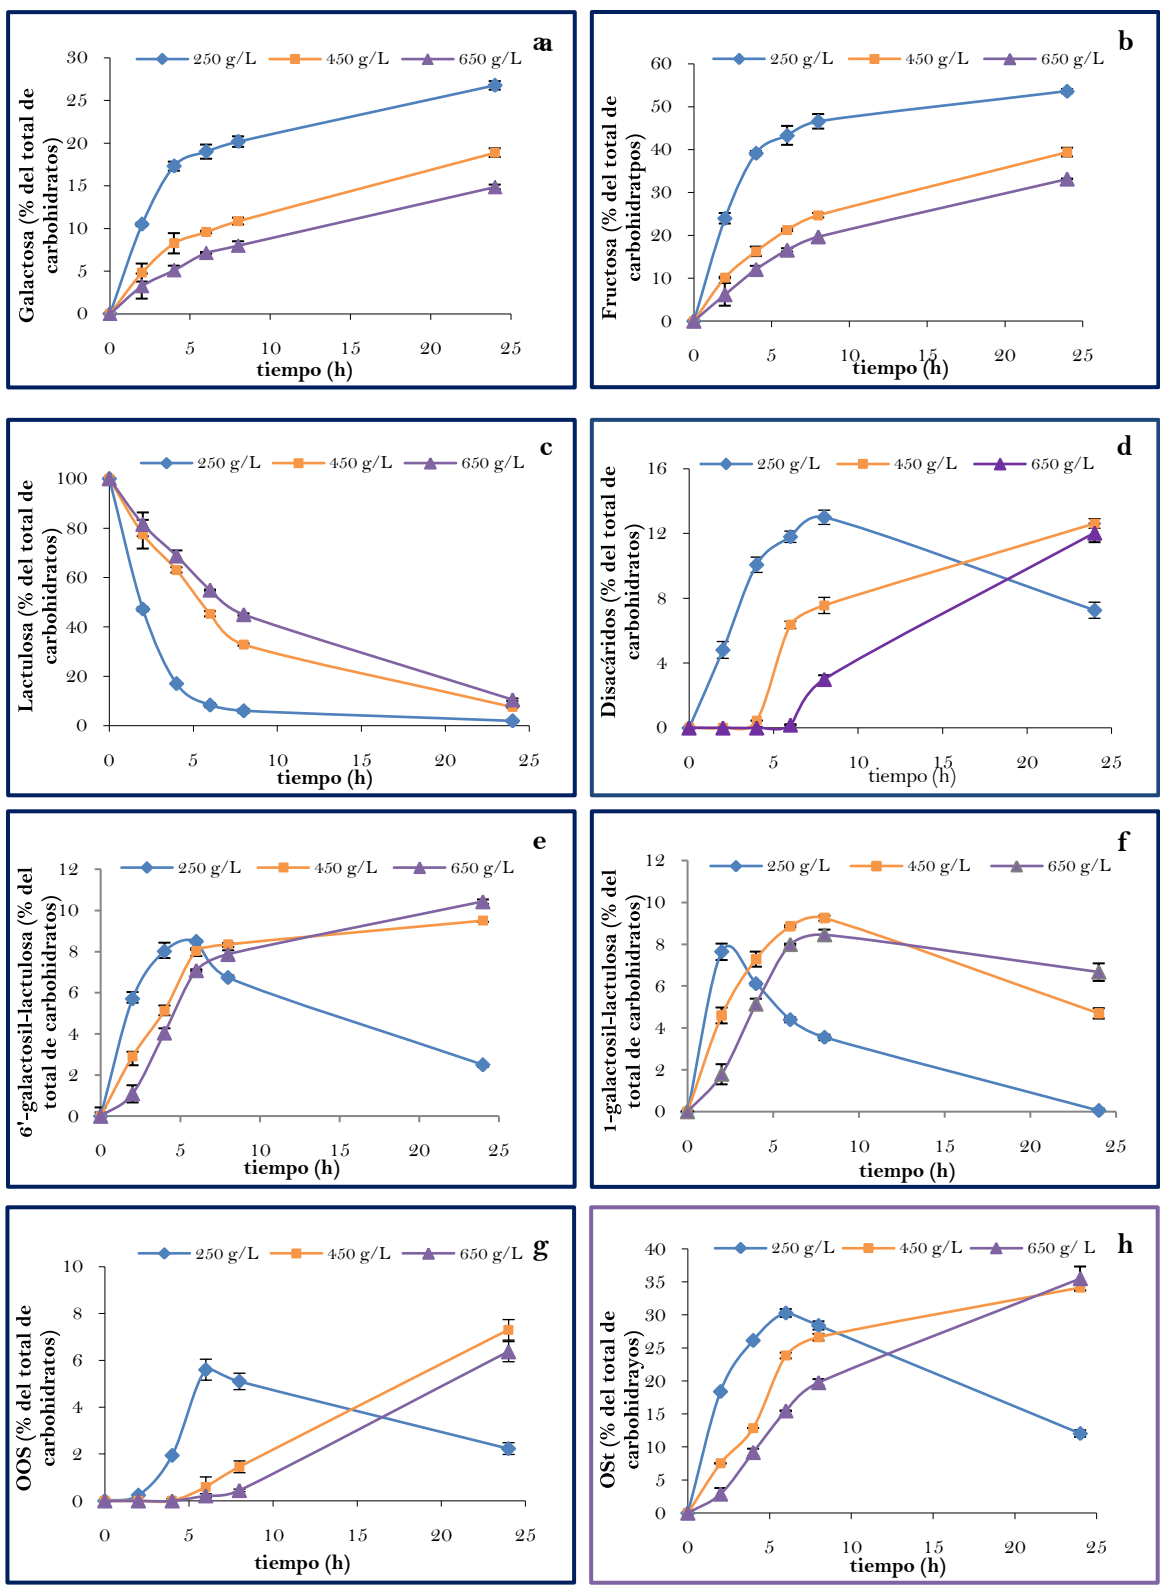 a
a
250 g/L 450 g/L 650 g/L
30
25
20
15
10
5
0
0 5 10 15 20 25
Galactosa (% del total de
carbohidratos)
tiempo (h)
b
250 g/L 450 g/L 650 g/L
60
50
40
30
20
10
0
0 5 10 15 20 25
Fructosa (% del total de
carbohidratpos)
tiempo (h)
c
250 g/L 450 g/L 650 g/L
100
80
60
40
20
0
0 5 10 15 20 25
Lactulosa (% del total de
carbohidratos)
tiempo (h)
d
250 g/L 450 g/L 650 g/L
16
12
8
4
0
0 5 10 15 20 25
Disacáridos (% del total de
carbohidratos)
tiempo (h)
e
250 g/L 450 g/L 650 g/L
12
10
8
6
4
2
0
0 5 10 15 20 25
6'-galactosil-lactulosa (% del
total de carbohidratos)
tiempo (h)
f
250 g/L 450 g/L 650 g/L
12
10
8
6
4
2
0
0 5 10 15 20 25
1-galactosil-lactulosa (% del
total de carbohidratos)
tiempo (h)
g
250 g/L 450 g/L 650 g/L
10
8
6
4
2
0
0 5 10 15 20 25
OOS (% del total de
carbohidratos)
tiempo (h)
h
250 g/L 450 g/L 650 g/ L
40
35
30
25
20
15
10
5
0
0 5 10 15 20 25
OSt (% del total de
carbohidrayos)
tiempo (h)